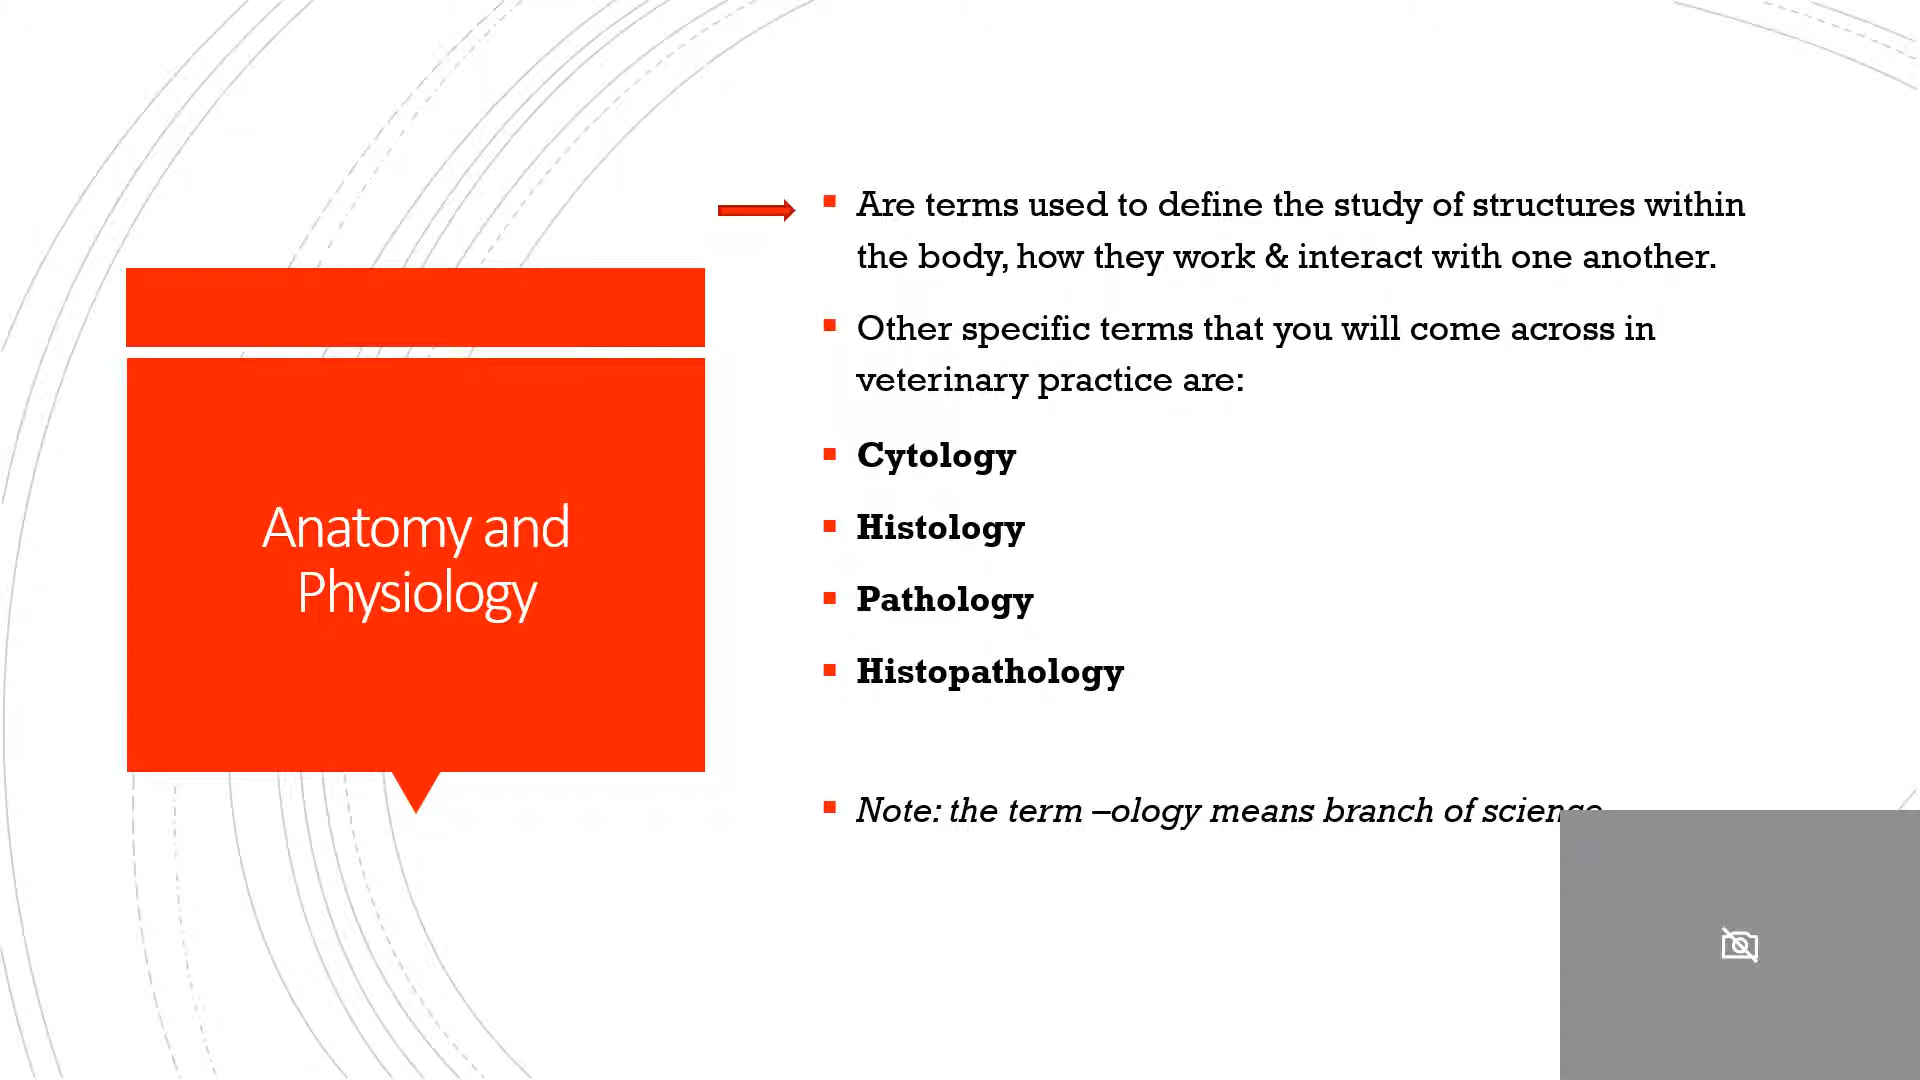 Anatomy and
Physiology
Are terms used to define the study of structures within
the body, how they work & interact with one another.
Other specific terms that you will come across in
veterinary practice are:
Cytology
Histology
Pathology
Histopathology
Note: the term –ology means branch of science